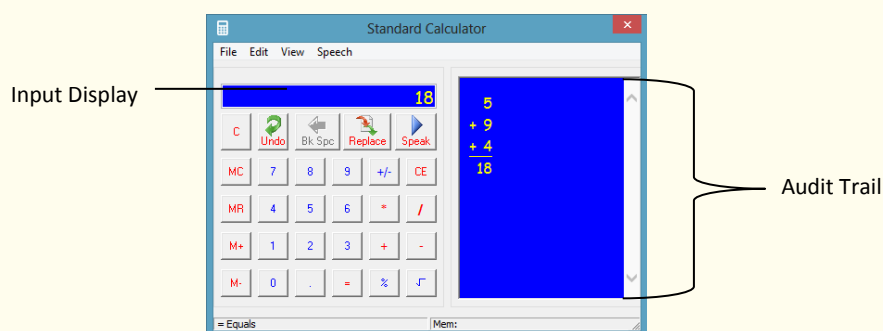 Standard Calculator
×
File Edit View Speech
Input Display
18
C Undo Bk Spc Replace Speak
MC 7 8 9 +/- CE
MR 4 5 6 * /
M+ 1 2 3 + -
M- 0 . = % √
5
+ 9
+ 4
18
Audit Trail
= Equals Mem: